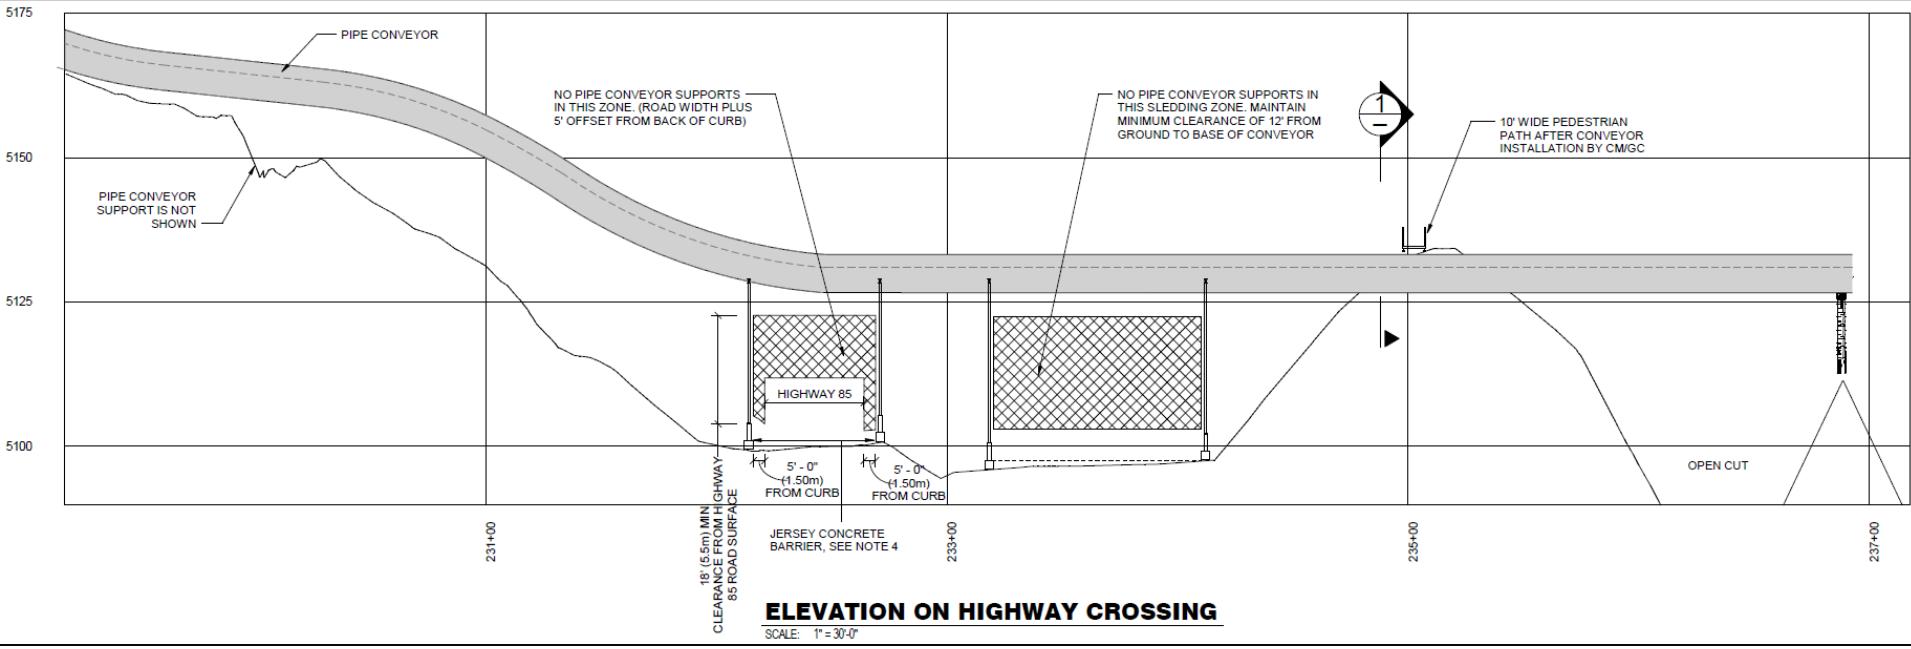 5175
PIPE CONVEYOR
NO PIPE CONVEYOR SUPPORTS
IN THIS ZONE. (ROAD WIDTH PLUS
5' OFFSET FROM BACK OF CURB)
NO PIPE CONVEYOR SUPPORTS IN
THIS SLEDDING ZONE. MAINTAIN
MINIMUM CLEARANCE OF 12' FROM
GROUND TO BASE OF CONVEYOR
1
–
10' WIDE PEDESTRIAN
PATH AFTER CONVEYOR
INSTALLATION BY CM/GC
5150
PIPE CONVEYOR
SUPPORT IS NOT
SHOWN
5125
HIGHWAY 85
5100
5' - 0"
(1.50m)
FROM CURB
5' - 0"
(1.50m)
FROM CURB
OPEN CUT
18' (5.5m) MIN
CLEARANCE FROM HIGHWAY
85 ROAD SURFACE
JERSEY CONCRETE
BARRIER, SEE NOTE 4
231+00
233+00
235+00
237+00
ELEVATION ON HIGHWAY CROSSING
SCALE: 1" = 30'-0"